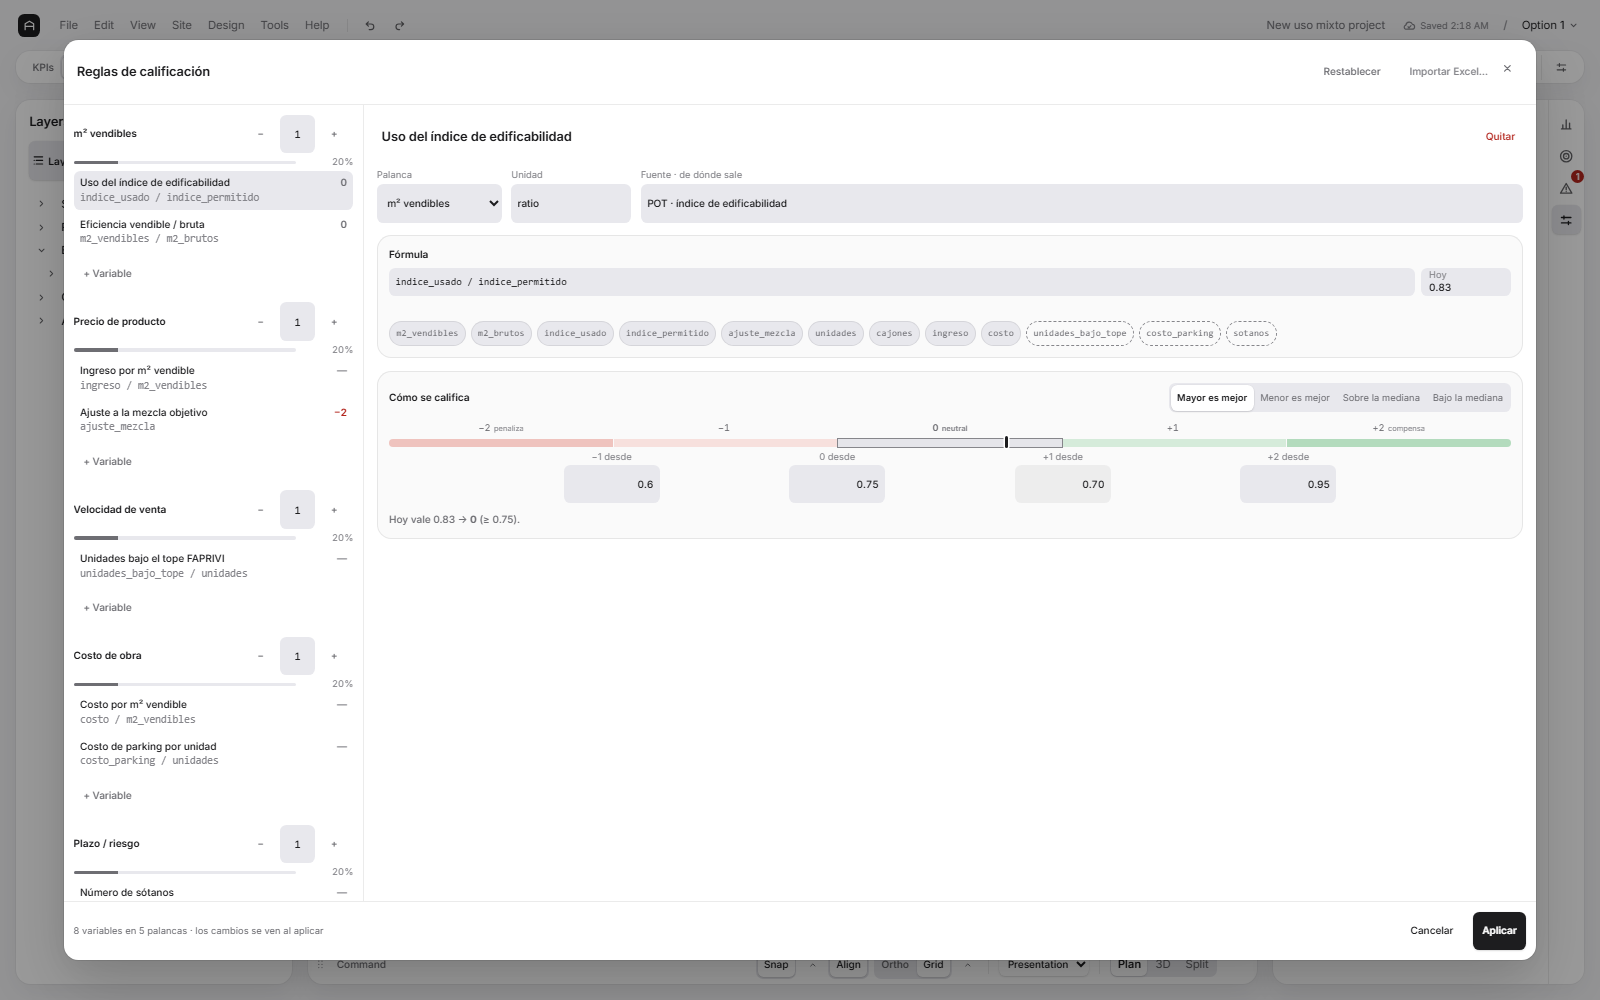 File Edit View Site Design Tools Help
New uso mixto project Saved 2:18 AM / Option 1
KPIs
Reglas de calificación
Restablecer Importar Excel...
Layer
Lay
m² vendibles − 1 +
20%
Uso del índice de edificabilidad 0
indice_usado / indice_permitido
Eficiencia vendible / bruta 0
m2_vendibles / m2_brutos
+ Variable
Precio de producto − 1 +
20%
Ingreso por m² vendible —
ingreso / m2_vendibles
Ajuste a la mezcla objetivo −2
ajuste_mezcla
+ Variable
Velocidad de venta − 1 +
20%
Unidades bajo el tope FAPRIVI —
unidades_bajo_tope / unidades
+ Variable
Costo de obra − 1 +
20%
Costo por m² vendible —
costo / m2_vendibles
Costo de parking por unidad —
costo_parking / unidades
+ Variable
Plazo / riesgo − 1 +
20%
Número de sótanos —
Uso del índice de edificabilidad
Quitar
Palanca Unidad Fuente · de dónde sale
m² vendibles ratio POT · índice de edificabilidad
Fórmula
indice_usado / indice_permitido
Hoy
0.83
m2_vendibles m2_brutos indice_usado indice_permitido ajuste_mezcla unidades cajones ingreso costo unidades_bajo_tope costo_parking sotanos
Cómo se califica
Mayor es mejor Menor es mejor Sobre la mediana Bajo la mediana
−2 penaliza −1 0 neutral +1 +2 compensa
−1 desde 0 desde +1 desde +2 desde
0.6 0.75 0.70 0.95
Hoy vale 0.83 → 0 (≥ 0.75).
1
8 variables en 5 palancas · los cambios se ven al aplicar
Cancelar Aplicar
Command
Snap Align Ortho Grid Presentation Plan 3D Split